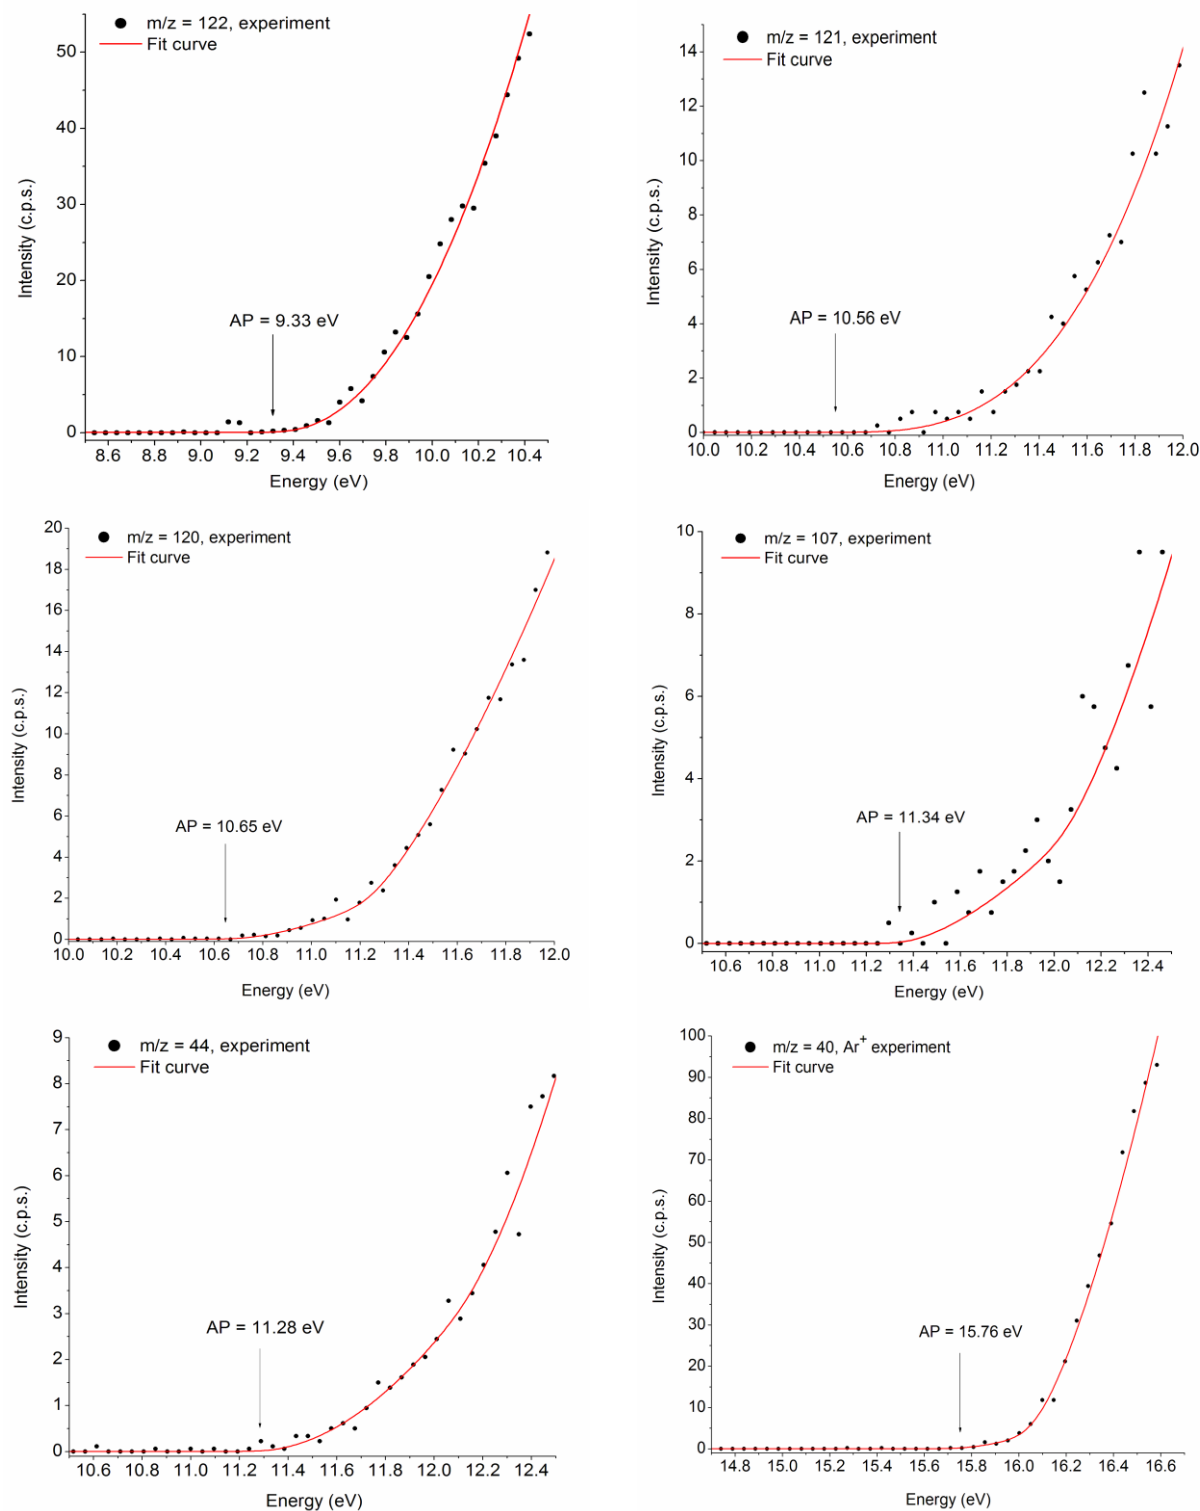 m/z = 122, experiment
Fit curve
50
40
30
20
10
0
Intensity (c.p.s.)
AP = 9.33 eV
8.6 8.8 9.0 9.2 9.4 9.6 9.8 10.0 10.2 10.4
Energy (eV)
m/z = 121, experiment
Fit curve
14
12
10
8
6
4
2
0
Intensity (c.p.s.)
AP = 10.56 eV
10.0 10.2 10.4 10.6 10.8 11.0 11.2 11.4 11.6 11.8 12.0
Energy (eV)
m/z = 120, experiment
Fit curve
20
18
16
14
12
10
8
6
4
2
0
Intensity (c.p.s.)
AP = 10.65 eV
10.0 10.2 10.4 10.6 10.8 11.0 11.2 11.4 11.6 11.8 12.0
Energy (eV)
m/z = 107, experiment
Fit curve
10
8
6
4
2
0
Intensity (c.p.s.)
AP = 11.34 eV
10.6 10.8 11.0 11.2 11.4 11.6 11.8 12.0 12.2 12.4
Energy (eV)
m/z = 44, experiment
Fit curve
9
8
7
6
5
4
3
2
1
0
Intensity (c.p.s.)
AP = 11.28 eV
10.6 10.8 11.0 11.2 11.4 11.6 11.8 12.0 12.2 12.4
Energy (eV)
m/z = 40, Ar⁺ experiment
Fit curve
100
90
80
70
60
50
40
30
20
10
0
Intensity (c.p.s.)
AP = 15.76 eV
14.8 15.0 15.2 15.4 15.6 15.8 16.0 16.2 16.4 16.6
Energy (eV)